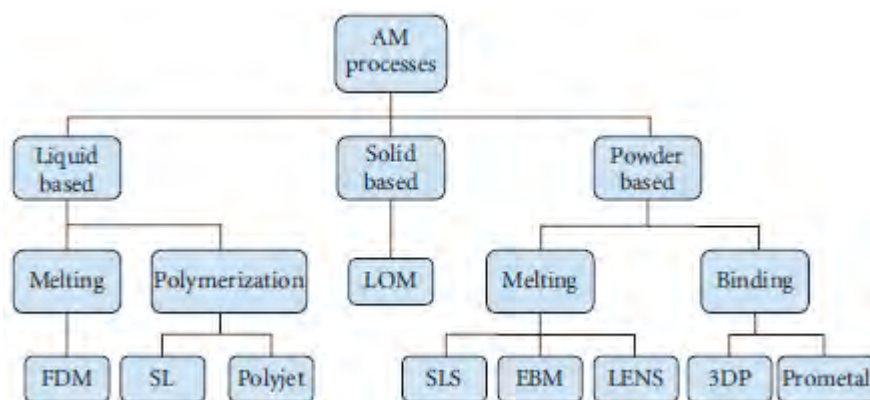 AM
processes
Liquid
based
Solid
based
Powder
based
Melting
Polymerization
LOM
Melting
Binding
FDM
SL
Polyjet
SLS
EBM
LENS
3DP
Prometal